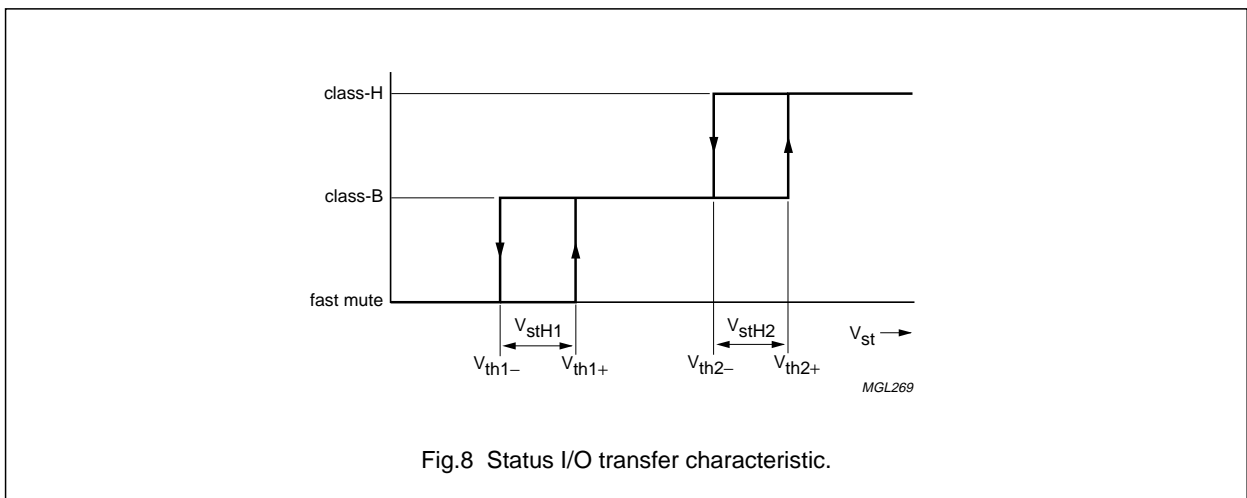 class-H
class-B
fast mute
VstH1
VstH2
Vst
Vth1−
Vth1+
Vth2−
Vth2+
MGL269
Fig.8 Status I/O transfer characteristic.